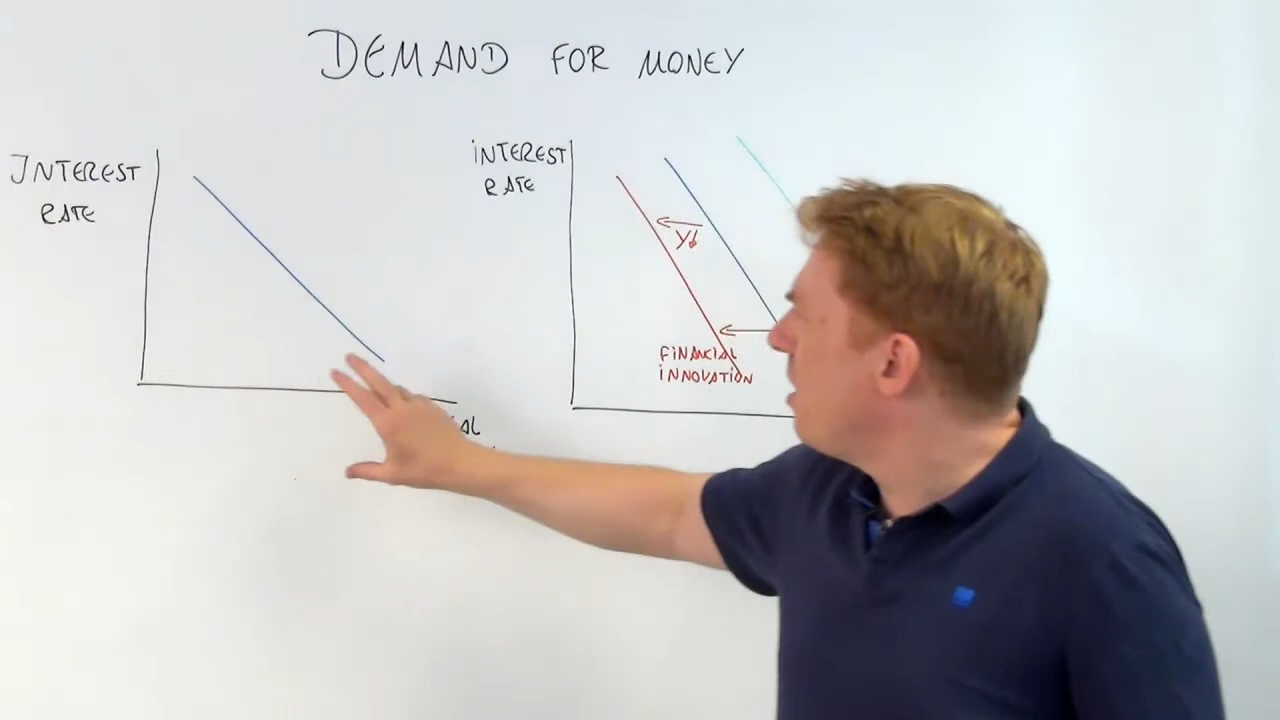 DEMAND FOR MONEY
INTEREST
RATE
INTEREST
RATE
Y↓
FINANCIAL
INNOVATION